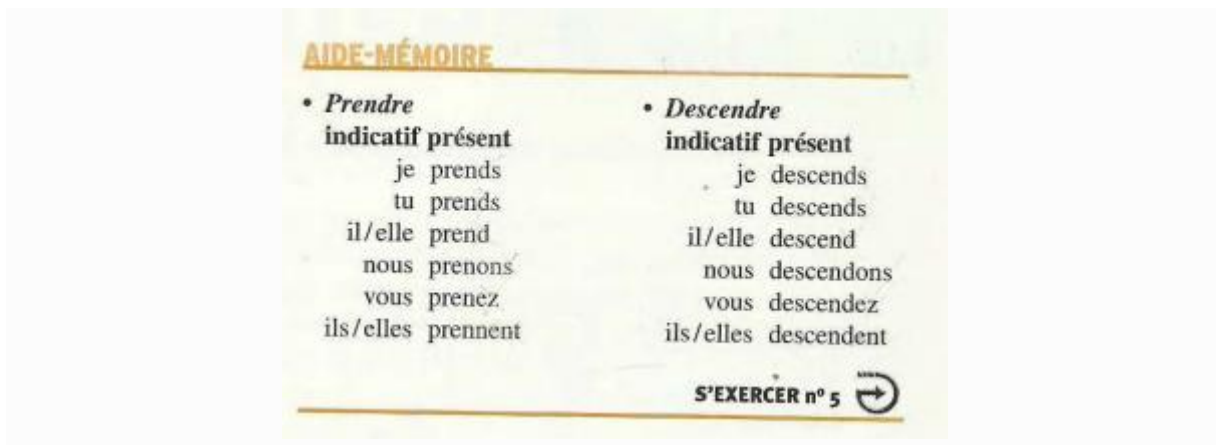 AIDE-MÉMOIRE
• Prendre
indicatif présent
je prends
tu prends
il/elle prend
nous prenons
vous prenez
ils/elles prennent
• Descendre
indicatif présent
je descends
tu descends
il/elle descend
nous descendons
vous descendez
ils/elles descendent
S'EXERCER nº 5